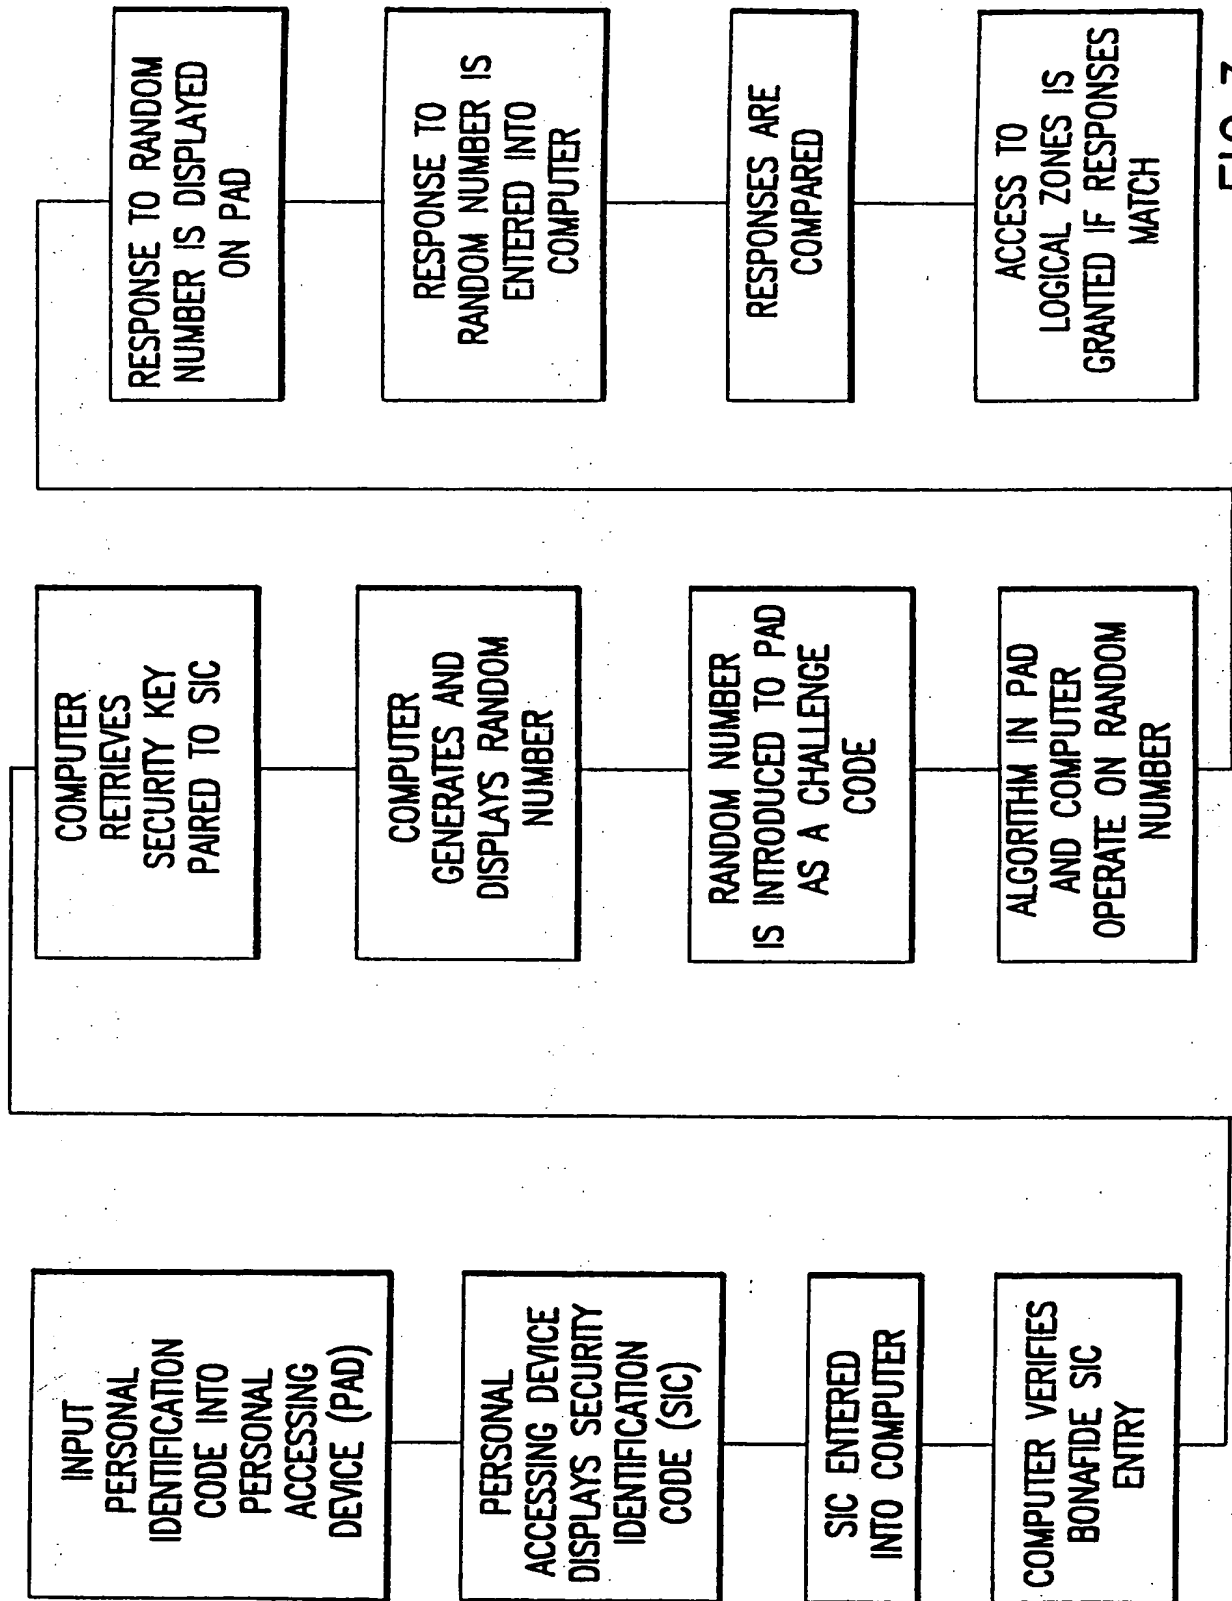 INPUT
PERSONAL
IDENTIFICATION
CODE INTO
PERSONAL
ACCESSING
DEVICE (PAD)
PERSONAL
ACCESSING DEVICE
DISPLAYS SECURITY
IDENTIFICATION
CODE (SIC)
SIC ENTERED
INTO COMPUTER
COMPUTER VERIFIES
BONAFIDE SIC
ENTRY
COMPUTER
RETRIEVES
SECURITY KEY
PAIRED TO SIC
COMPUTER
GENERATES AND
DISPLAYS RANDOM
NUMBER
RANDOM NUMBER
IS INTRODUCED TO PAD
AS A CHALLENGE
CODE
ALGORITHM IN PAD
AND COMPUTER
OPERATE ON RANDOM
NUMBER
RESPONSE TO RANDOM
NUMBER IS DISPLAYED
ON PAD
RESPONSE TO
RANDOM NUMBER IS
ENTERED INTO
COMPUTER
RESPONSES ARE
COMPARED
ACCESS TO
LOGICAL ZONES IS
GRANTED IF RESPONSES
MATCH